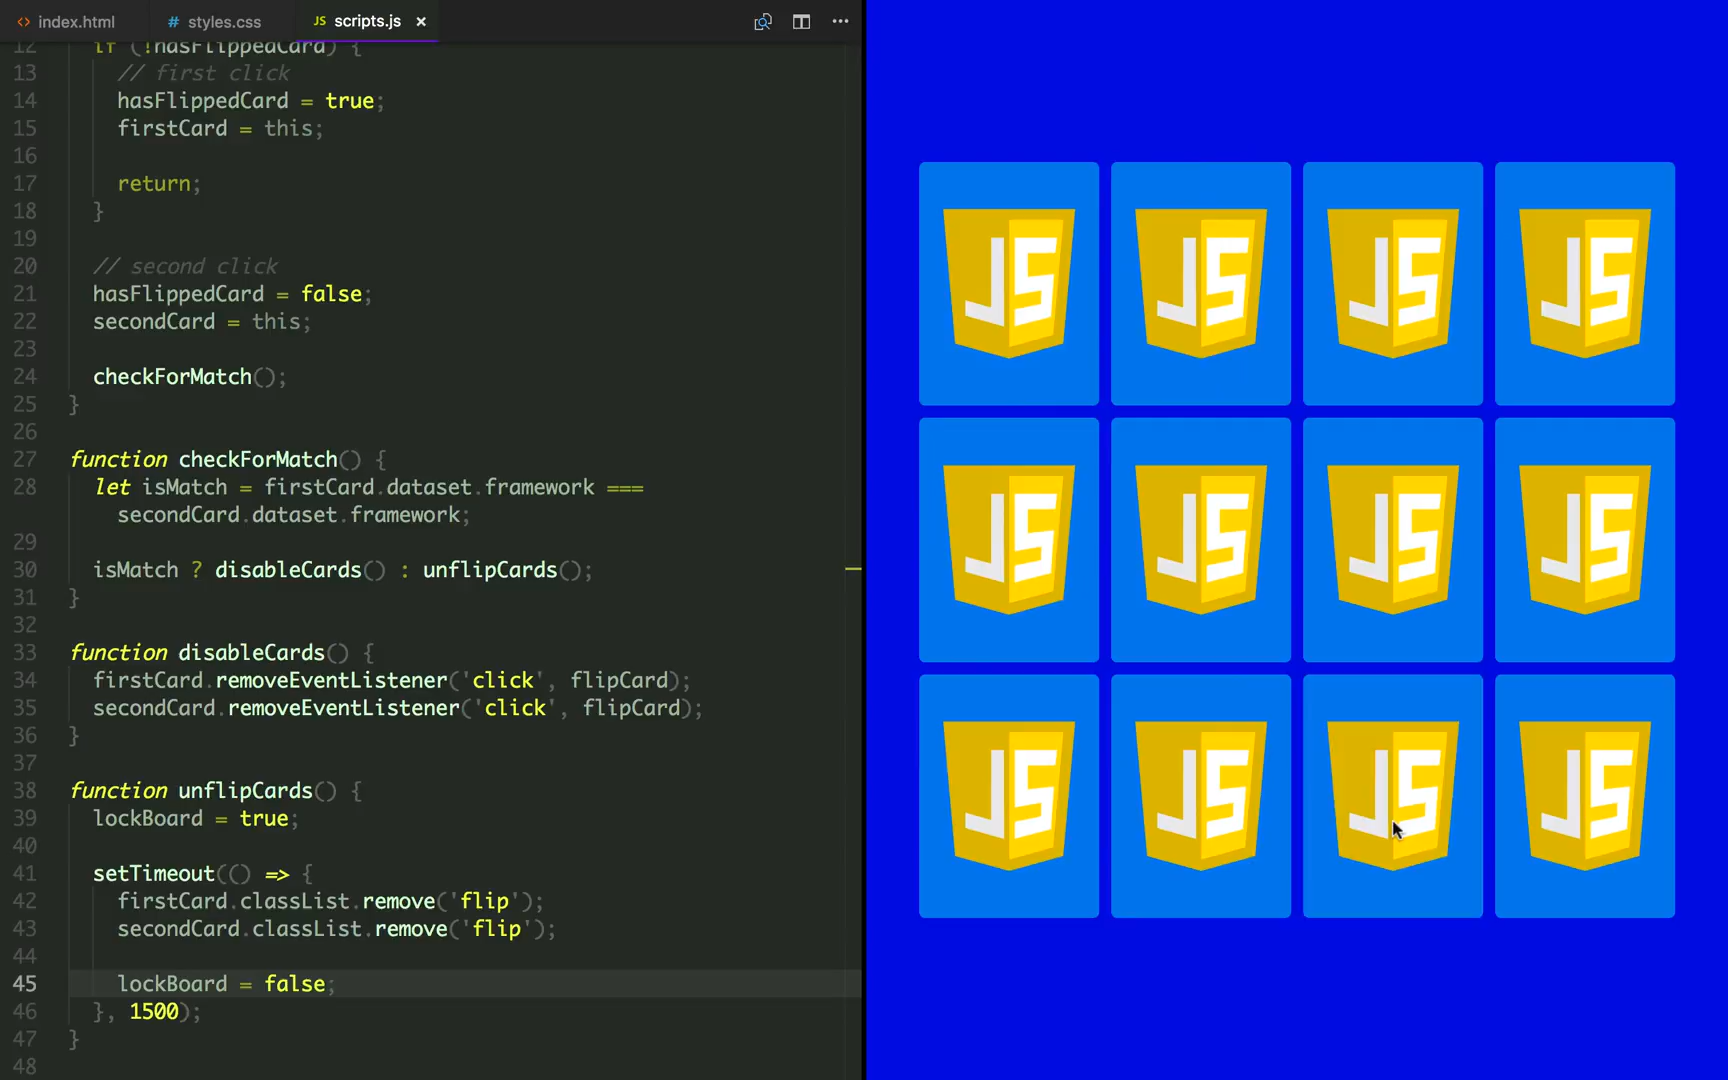 index.html
styles.css
JS scripts.js ×
12 if (!hasFlippedCard) {
13 // first click
14 hasFlippedCard = true;
15 firstCard = this;
16
17 return;
18 }
19
20 // second click
21 hasFlippedCard = false;
22 secondCard = this;
23
24 checkForMatch();
25 }
26
27 function checkForMatch() {
28 let isMatch = firstCard.dataset.framework ===
secondCard.dataset.framework;
29
30 isMatch ? disableCards() : unflipCards();
31 }
32
33 function disableCards() {
34 firstCard.removeEventListener('click', flipCard);
35 secondCard.removeEventListener('click', flipCard);
36 }
37
38 function unflipCards() {
39 lockBoard = true;
40
41 setTimeout(() => {
42 firstCard.classList.remove('flip');
43 secondCard.classList.remove('flip');
44
45 lockBoard = false;
46 }, 1500);
47 }
48
JS JS JS JS
JS JS JS JS
JS JS JS JS